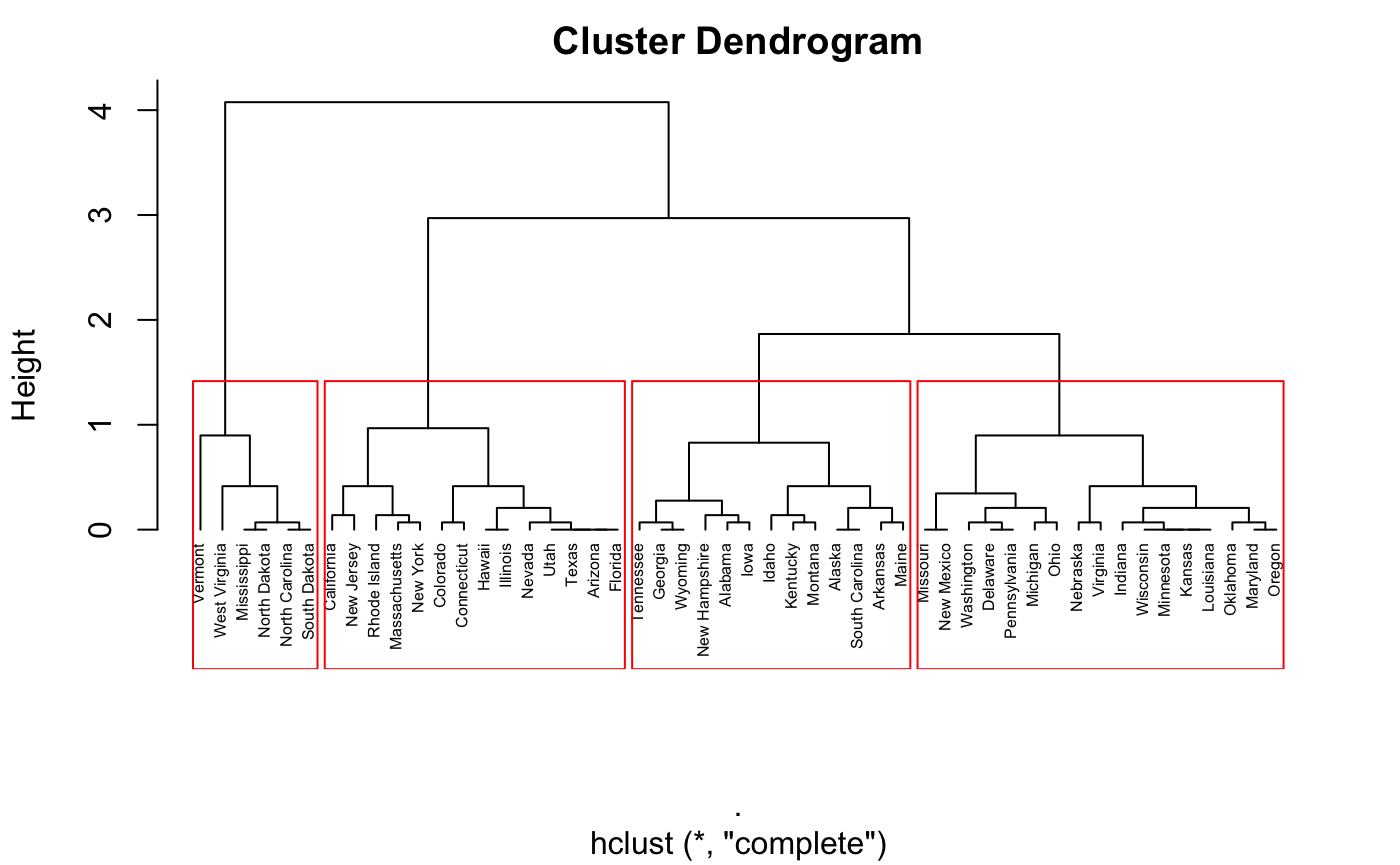 Cluster Dendrogram
Height
0 1 2 3 4
Vermont
West Virginia
Mississippi
North Dakota
North Carolina
South Dakota
California
New Jersey
Rhode Island
Massachusetts
New York
Colorado
Connecticut
Hawaii
Illinois
Nevada
Utah
Texas
Arizona
Florida
Tennessee
Georgia
Wyoming
New Hampshire
Alabama
Iowa
Idaho
Kentucky
Montana
Alaska
South Carolina
Arkansas
Maine
Missouri
New Mexico
Washington
Delaware
Pennsylvania
Michigan
Ohio
Nebraska
Virginia
Indiana
Wisconsin
Minnesota
Kansas
Louisiana
Oklahoma
Maryland
Oregon
.
hclust (*, "complete")